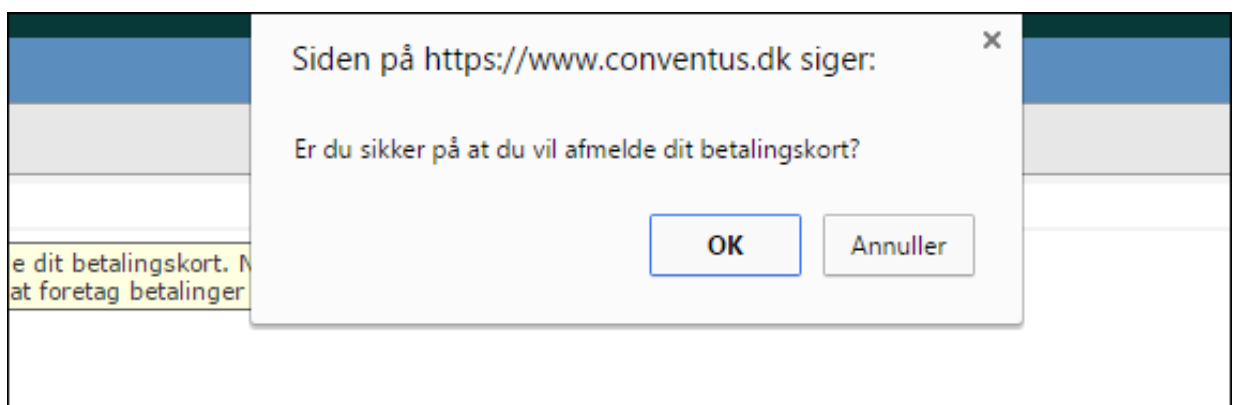 Siden på https://www.conventus.dk siger:
Er du sikker på at du vil afmelde dit betalingskort?
OK
Annuller
e dit betalingskort.
at foretag betalinger